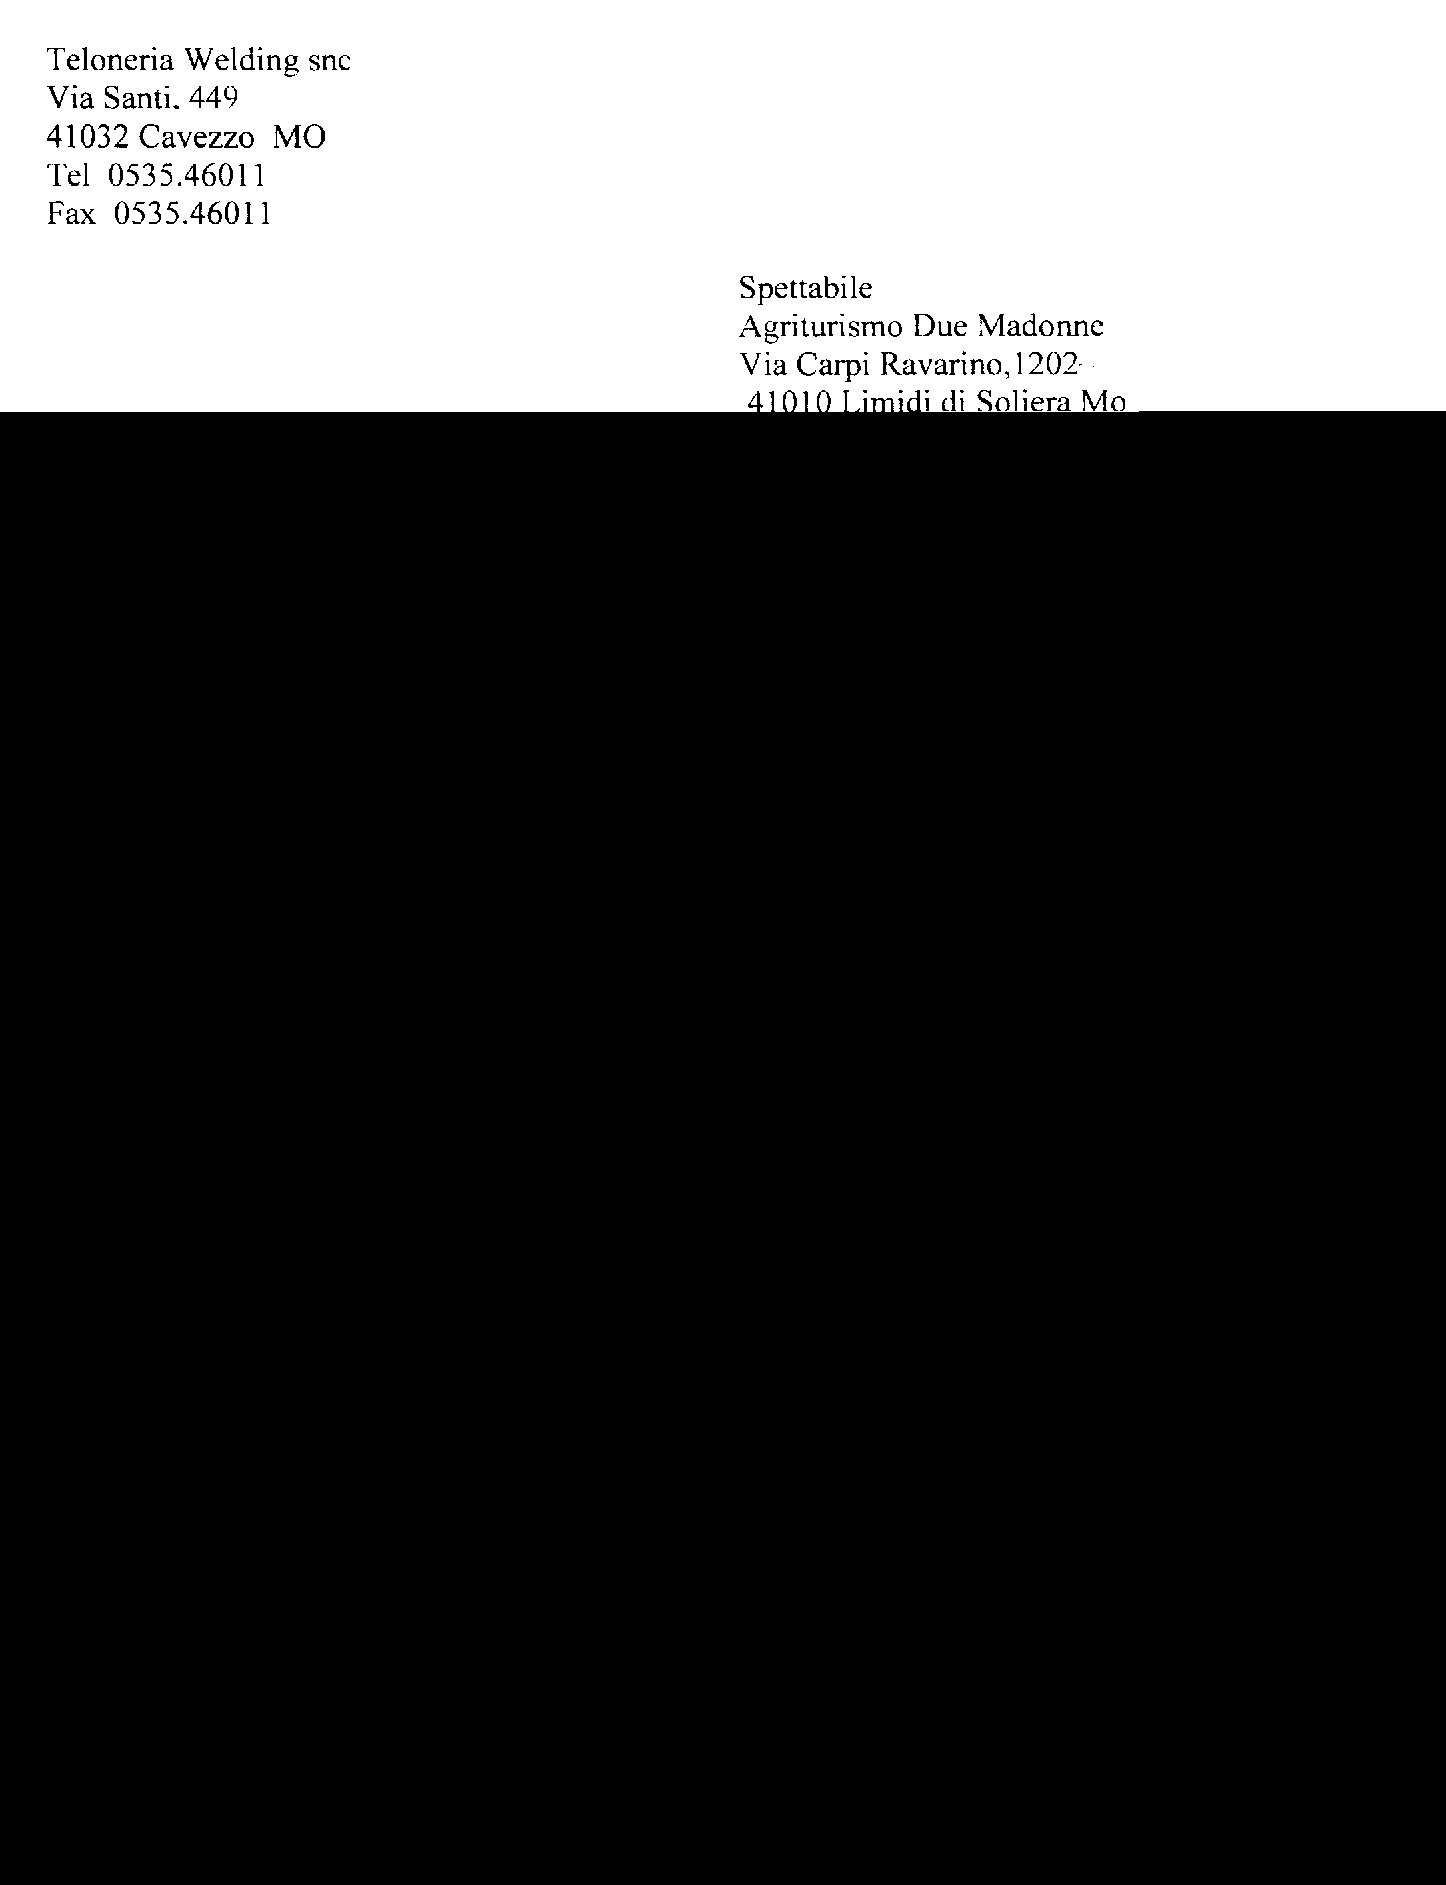 Teloneria Welding snc
Via Santi. 449
41032 Cavezzo MO
Tel 0535.46011
Fax 0535.46011
Spettabile
Agriturismo Due Madonne
Via Carpi Ravarino,1202
41010 Limidi di Soliera Mo